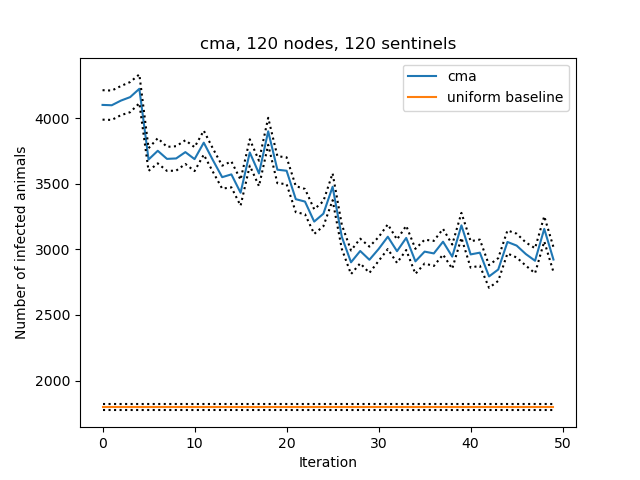 cma, 120 nodes, 120 sentinels
cma
uniform baseline
Number of infected animals
4000
3500
3000
2500
2000
0 10 20 30 40 50
Iteration